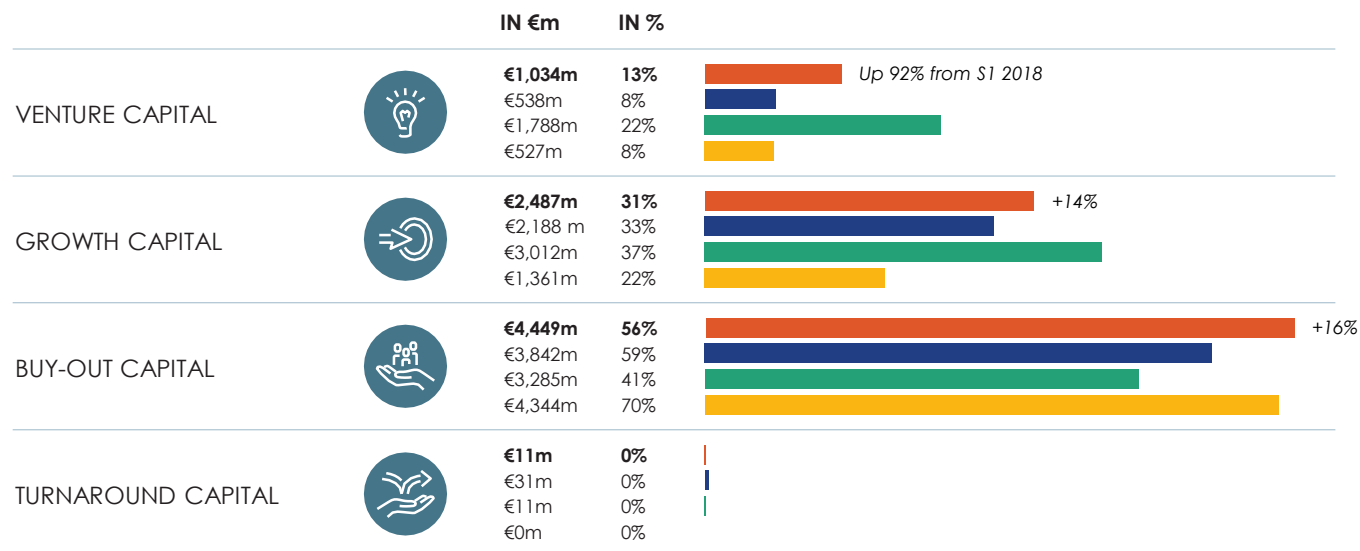 IN €m IN %
€1,034m 13% Up 92% from S1 2018
€538m 8%
VENTURE CAPITAL
€1,788m 22%
€527m 8%
€2,487m 31% +14%
€2,188 m 33%
GROWTH CAPITAL
€3,012m 37%
€1,361m 22%
€4,449m 56% +16%
€3,842m 59%
BUY-OUT CAPITAL
€3,285m 41%
€4,344m 70%
€11m 0%
€31m 0%
TURNAROUND CAPITAL
€11m 0%
€0m 0%